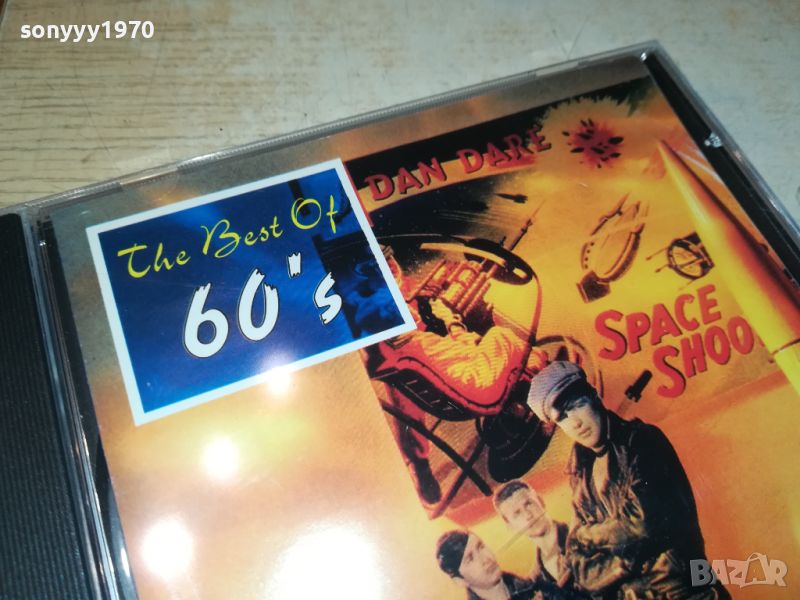 sonyyy1970
The Best Of
60's
DAN DARE
SPACE
SHOO
BAZAR